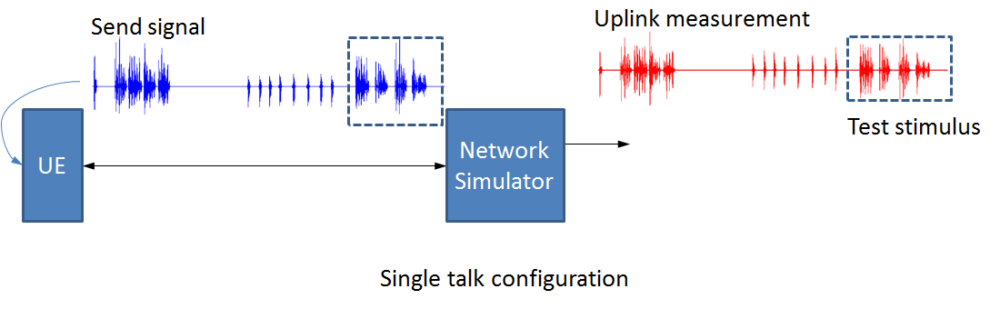 Send signal
Uplink measurement
Test stimulus
UE
Network
Simulator
Single talk configuration